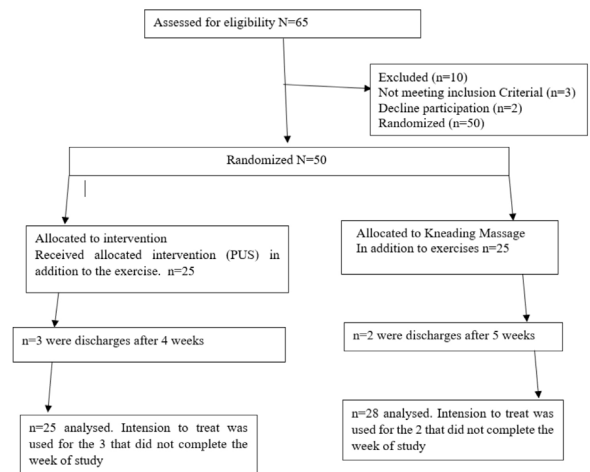 Assessed for eligibility N=65
Excluded (n=10)
Not meeting inclusion Criterial (n=3)
Decline participation (n=2)
Randomized (n=50)
Randomized N=50
Allocated to intervention
Received allocated intervention (PUS) in
addition to the exercise. n=25
Allocated to Kneading Massage
In addition to exercises n=25
n=3 were discharges after 4 weeks
n=2 were discharges after 5 weeks
n=25 analysed. Intension to treat was
used for the 3 that did not complete the
week of study
n=28 analysed. Intension to treat was
used for the 2 that did not complete the
week of study